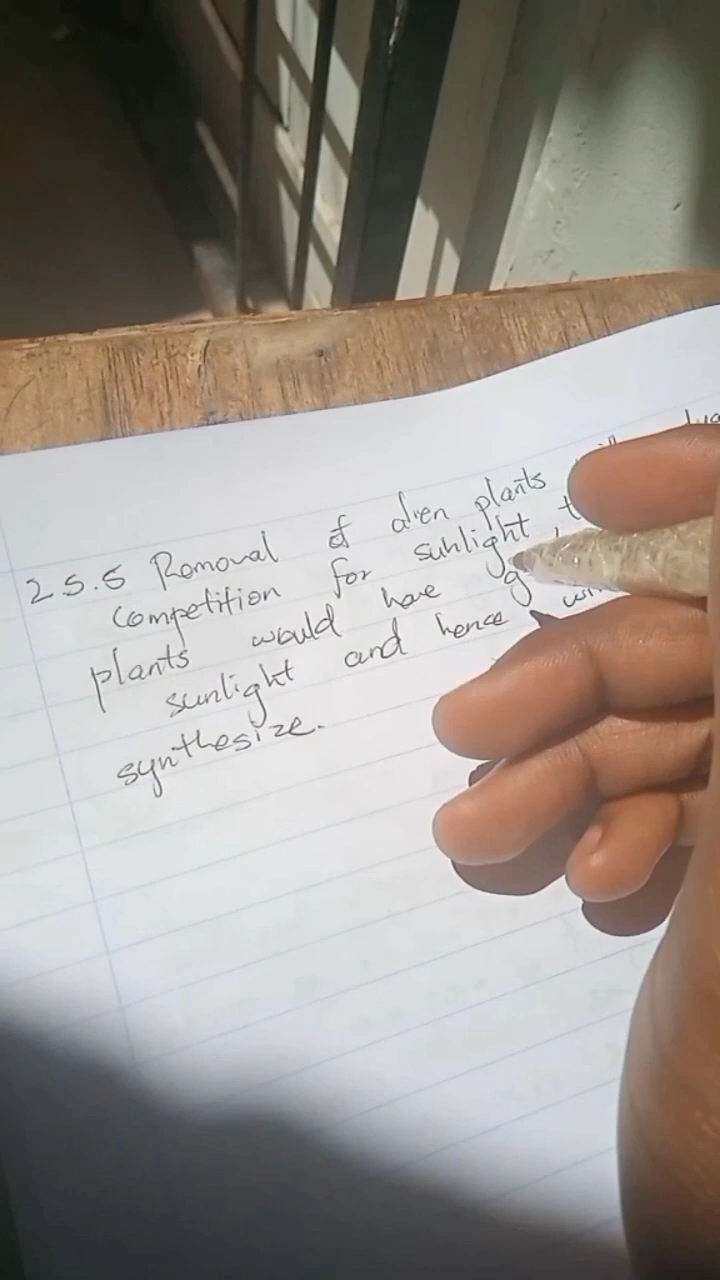 2.5.5 Removal of alien plants
competition for sunlight, t
plants would have g
sunlight and hence
synthesize.